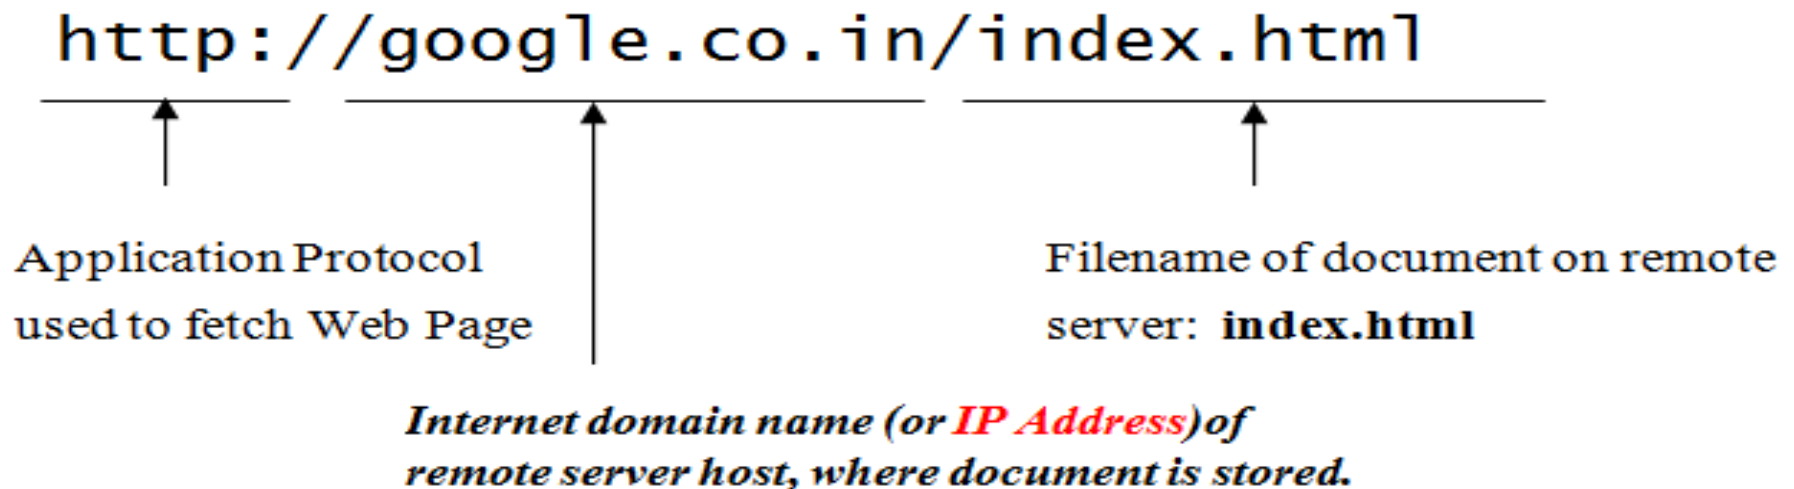 http://google.co.in/index.html
Application Protocol
used to fetch Web Page
Filename of document on remote
server: index.html
Internet domain name (or IP Address)of
remote server host, where document is stored.